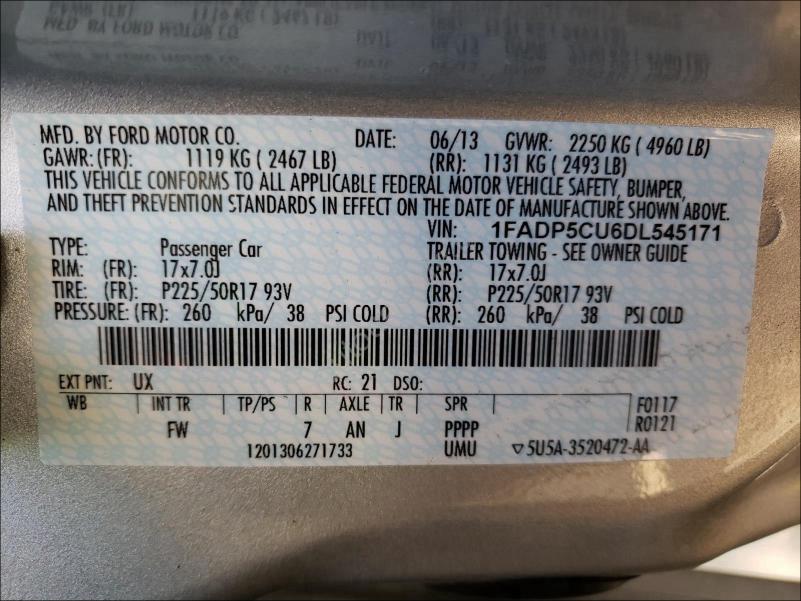 MFD. BY FORD MOTOR CO. DATE: 06/13 GVWR: 2250 KG ( 4960 LB)
GAWR:(FR): 1119 KG ( 2467 LB) (RR): 1131 KG ( 2493 LB)
THIS VEHICLE CONFORMS TO ALL APPLICABLE FEDERAL MOTOR VEHICLE SAFETY, BUMPER,
AND THEFT PREVENTION STANDARDS IN EFFECT ON THE DATE OF MANUFACTURE SHOWN ABOVE.
VIN: 1FADP5CU6DL545171
TYPE: Passenger Car TRAILER TOWING - SEE OWNER GUIDE
RIM: (FR): 17x7.0J (RR): 17x7.0J
TIRE: (FR): P225/50R17 93V (RR): P225/50R17 93V
PRESSURE: (FR): 260 kPa/ 38 PSI COLD (RR): 260 kPa/ 38 PSI COLD
EXT PNT: UX RC: 21 DSO:
WB INT TR TP/PS R AXLE TR SPR F0117
FW 7 AN J PPPP R0121
1201306271733 UMU ▽5U5A-3520472-AA